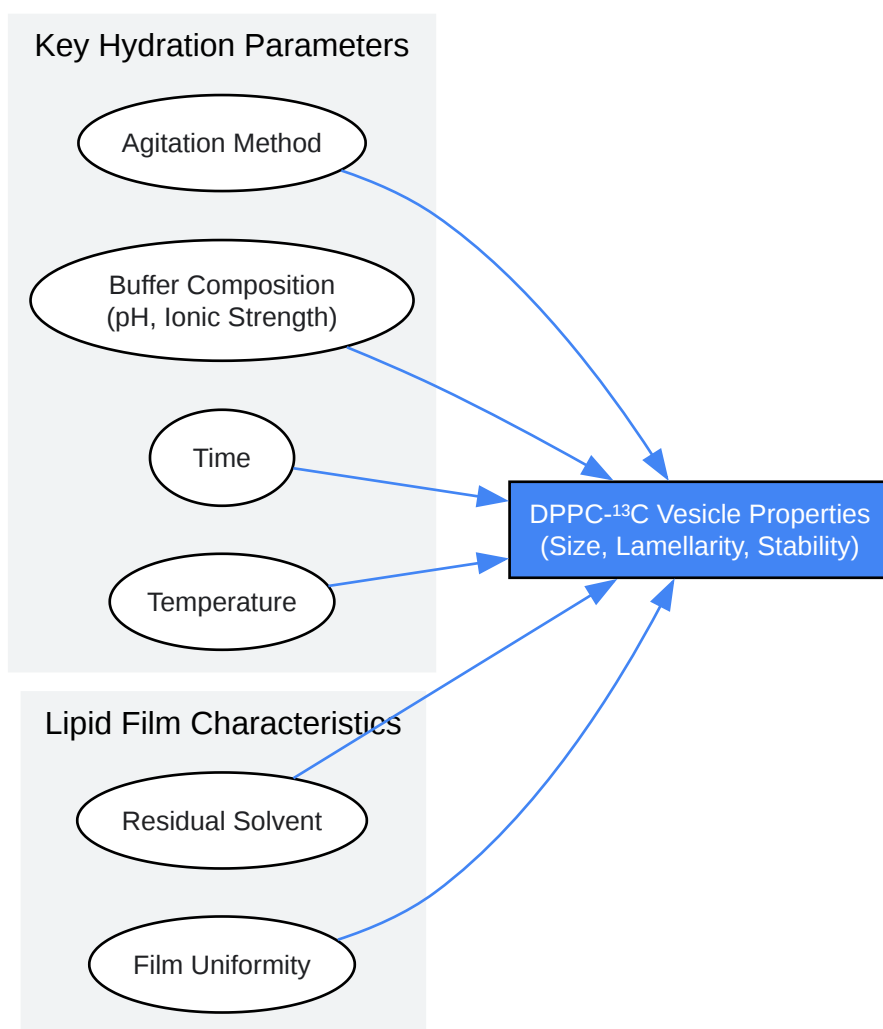 Key Hydration Parameters
Agitation Method
Buffer Composition
(pH, Ionic Strength)
Time
Temperature
DPPC-¹³C Vesicle Properties
(Size, Lamellarity, Stability)
Lipid Film Characteristics
Residual Solvent
Film Uniformity